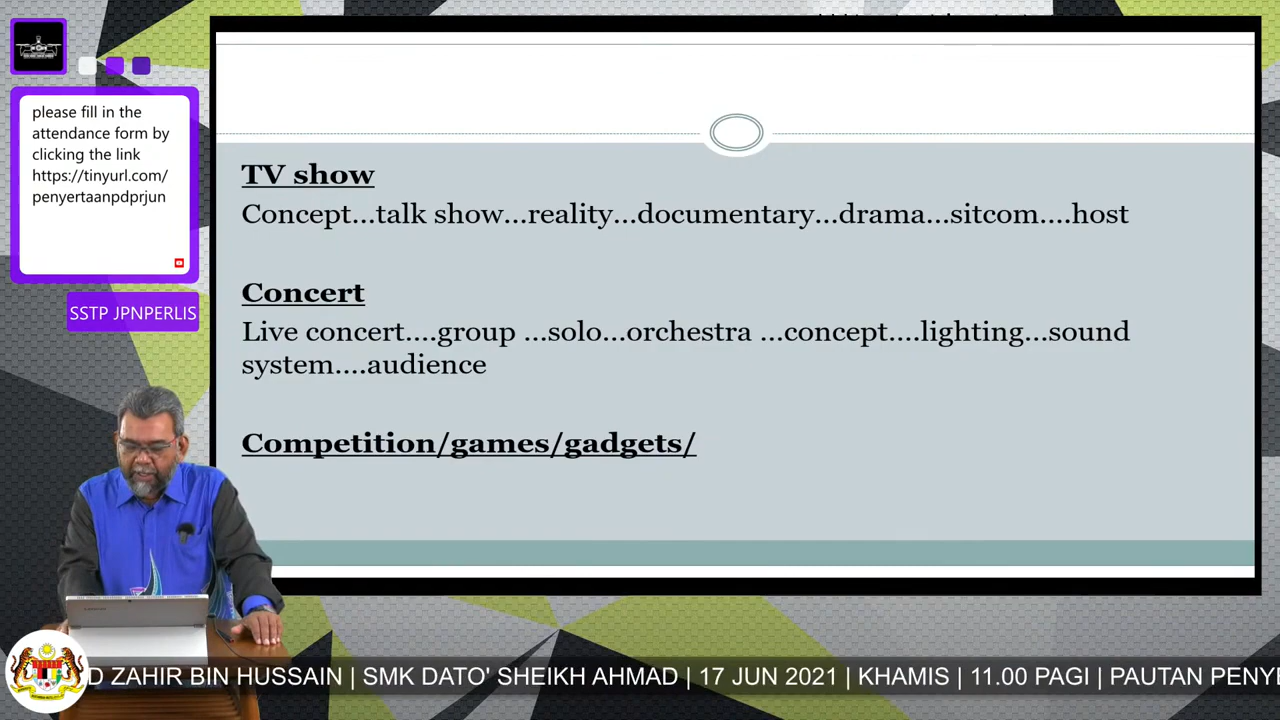 please fill in the
attendance form by
clicking the link
https://tinyurl.com/
penyertaanpdprjun
SSTP JPNPERLIS
TV show
Concept...talk show...reality...documentary...drama...sitcom....host
Concert
Live concert....group ...solo...orchestra ...concept....lighting...sound
system....audience
Competition/games/gadgets/
D ZAHIR BIN HUSSAIN | SMK DATO' SHEIKH AHMAD | 17 JUN 2021 | KHAMIS | 11.00 PAGI | PAUTAN PENYE